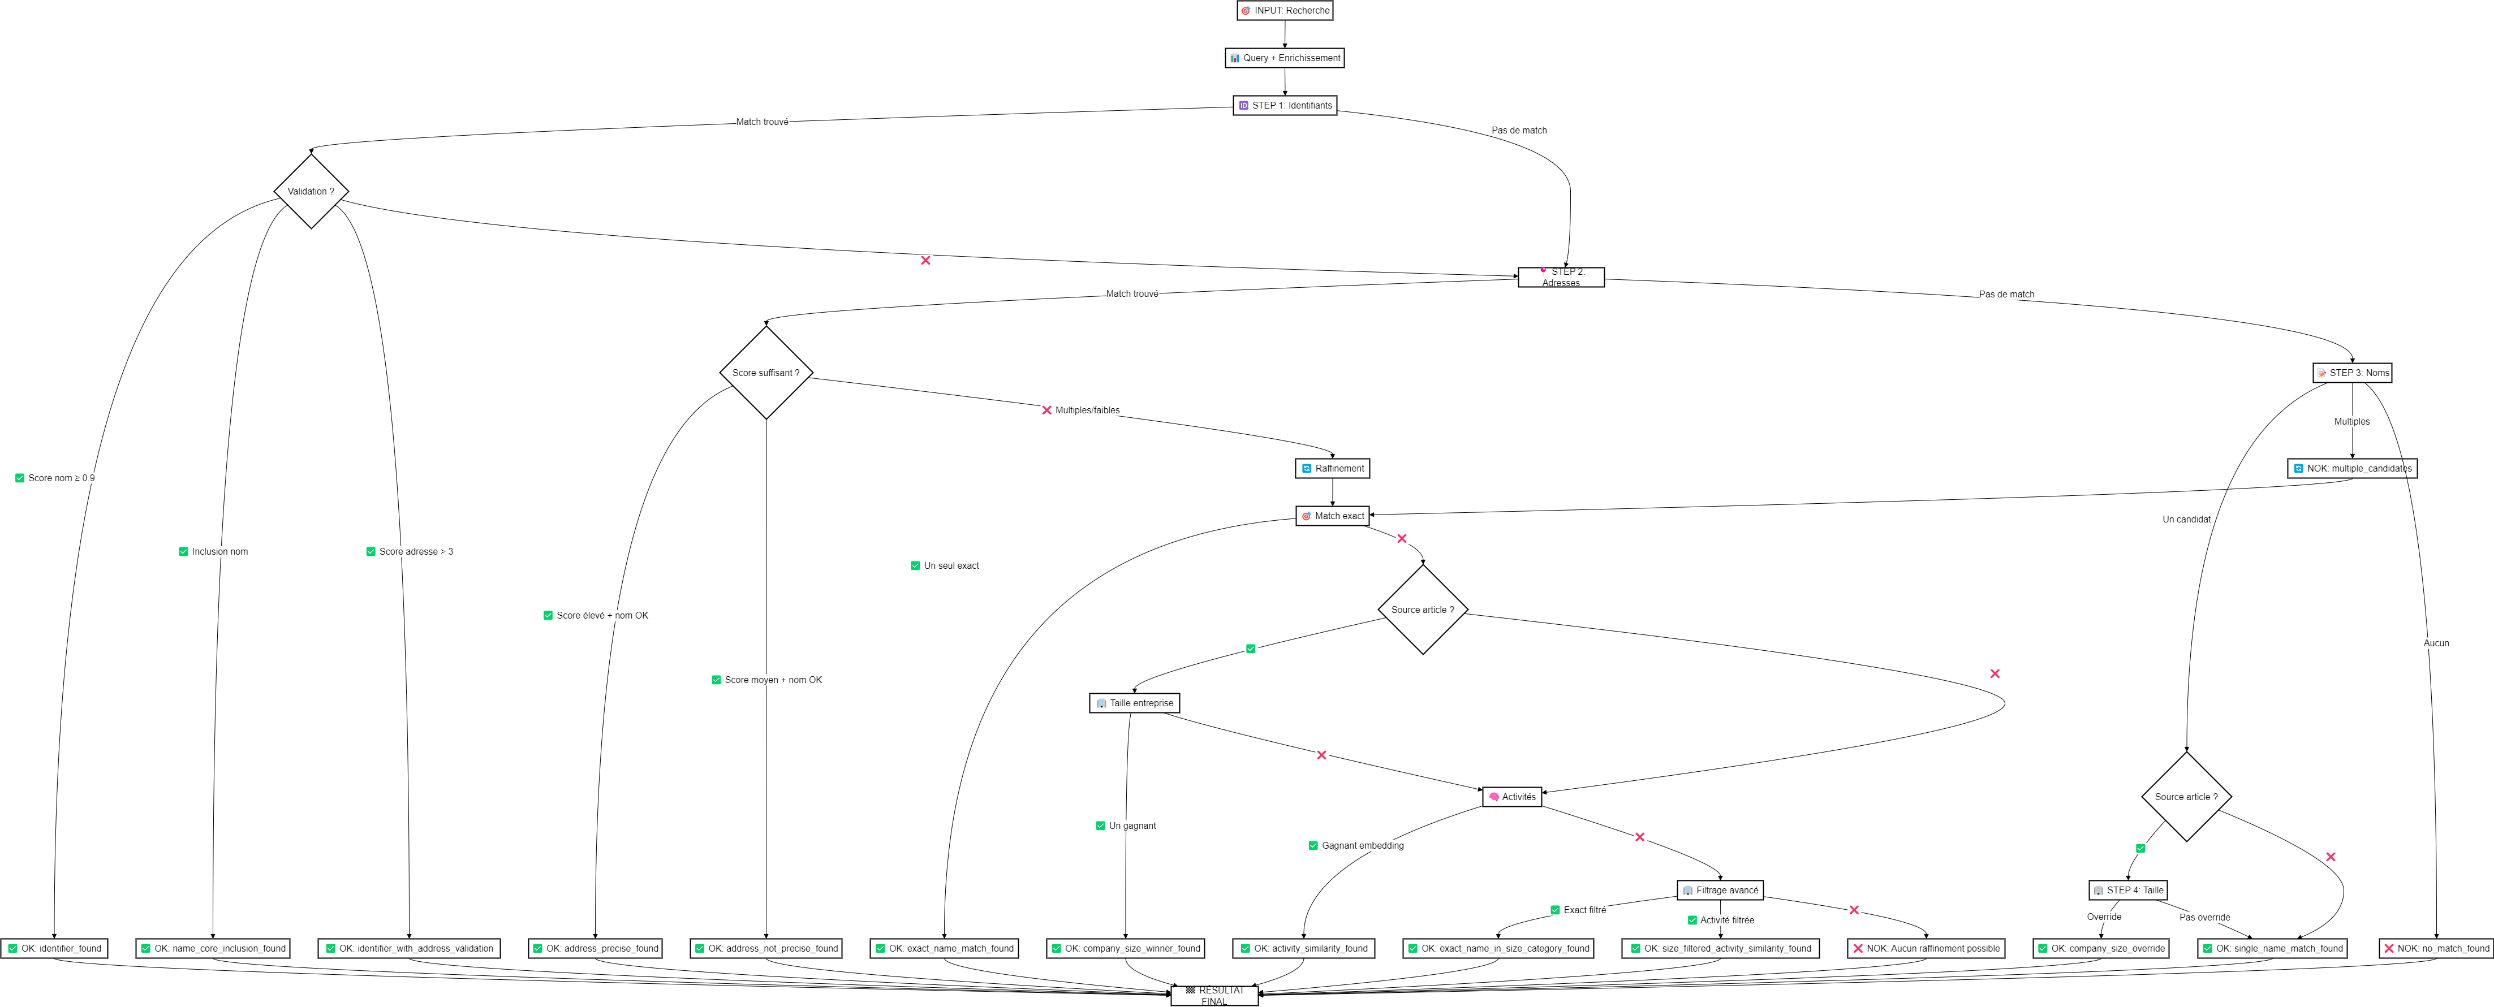 🎯 INPUT: Recherche
📊 Query + Enrichissement
🆔 STEP 1: Identifiants
Match trouvé
Pas de match
Validation ?
❌
📍 STEP 2:
Adresses
Match trouvé
Pas de match
Score suffisant ?
📝 STEP 3: Noms
❌ Multiples/faibles
Multiples
🔄 Raffinement
🔄 NOK: multiple_candidates
✅ Score nom ≥ 0.9
🎯 Match exact
Un candidat
❌
✅ Inclusion nom
✅ Score adresse > 3
✅ Un seul exact
Source article ?
✅ Score élevé + nom OK
Aucun
✅
❌
✅ Score moyen + nom OK
🏢 Taille entreprise
❌
🧠 Activités
Source article ?
✅ Un gagnant
❌
✅ Gagnant embedding
✅
❌
🏢 Filtrage avancé
🏢 STEP 4: Taille
✅ Exact filtré
✅ Activité filtrée
❌
Override
Pas override
✅ OK: identifier_found
✅ OK: name_core_inclusion_found
✅ OK: identifier_with_address_validation
✅ OK: address_precise_found
✅ OK: address_not_precise_found
✅ OK: exact_name_match_found
✅ OK: company_size_winner_found
✅ OK: activity_similarity_found
✅ OK: exact_name_in_size_category_found
✅ OK: size_filtered_activity_similarity_found
❌ NOK: Aucun raffinement possible
✅ OK: company_size_override
✅ OK: single_name_match_found
❌ NOK: no_match_found
🏁 RÉSULTAT
FINAL